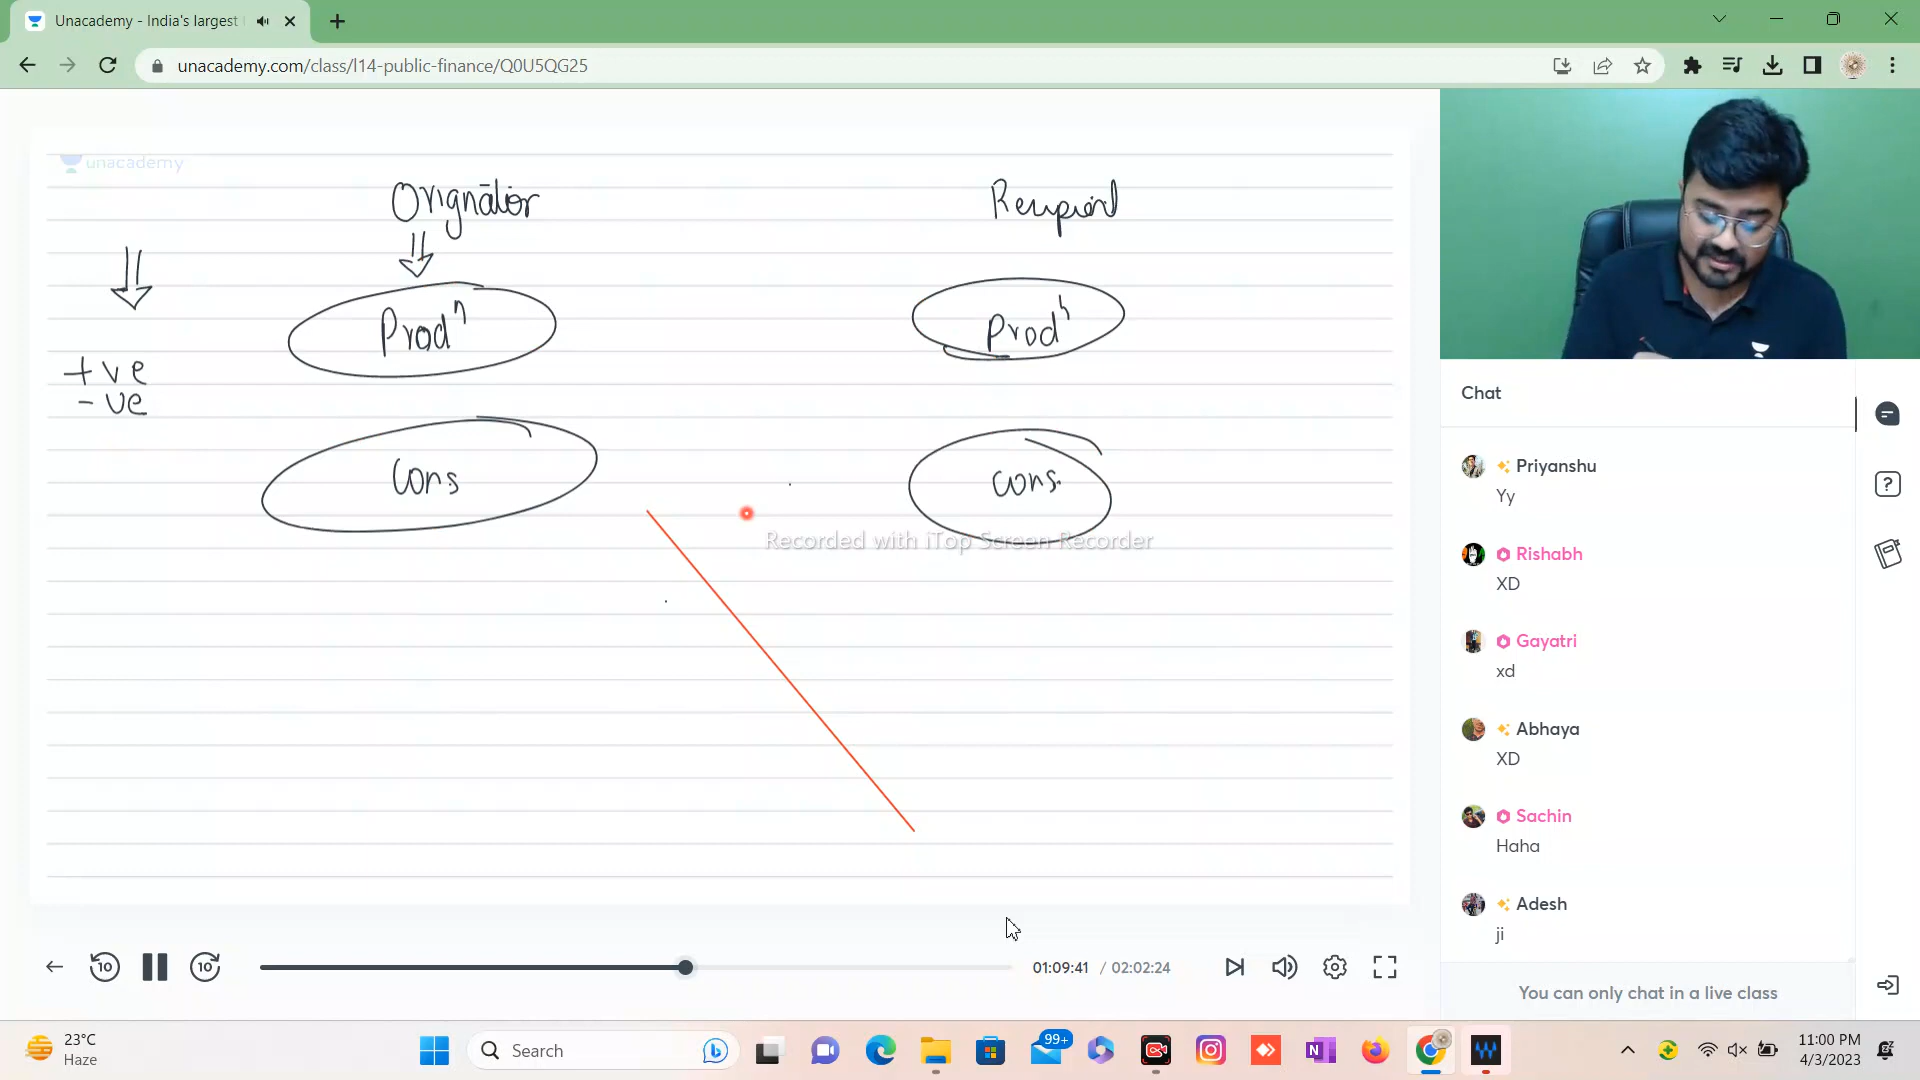 Unacademy - India's largest
unacademy.com/class/l14-public-finance/Q0U5QG25
unacademy
Orignator
Recipient
Prodⁿ
Prodⁿ
+ve
-ve
Cons
Cons.
Recorded with iTop Screen Recorder
01:09:41 / 02:02:24
Chat
Priyanshu
Yy
Rishabh
XD
Gayatri
xd
Abhaya
XD
Sachin
Haha
Adesh
ji
You can only chat in a live class
23°C
Haze
Search
99+
11:00 PM
4/3/2023